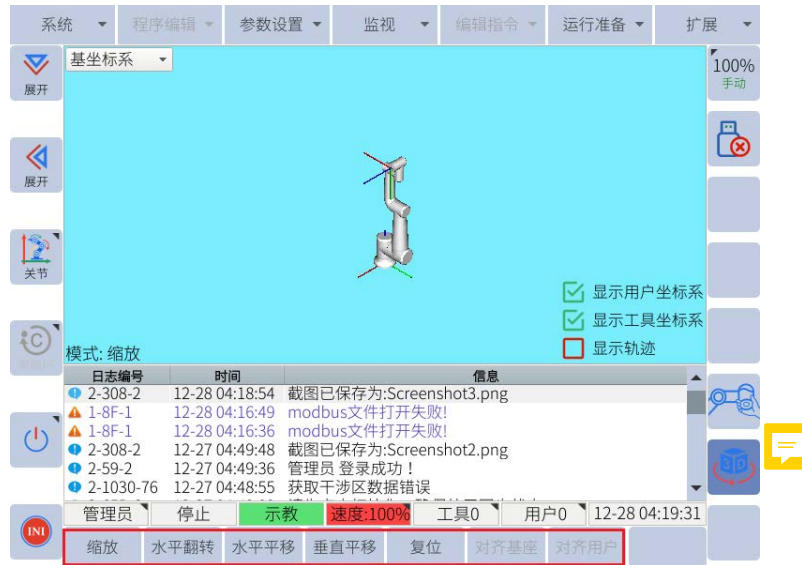 系统 程序编辑 参数设置 监视 编辑指令 运行准备 扩展
基坐标系
展开
展开
关节
100%
手动
3D
显示用户坐标系
显示工具坐标系
显示轨迹
模式: 缩放
日志编号 时间 信息
2-308-2 12-28 04:18:54 截图已保存为:Screenshot3.png
1-8F-1 12-28 04:16:49 modbus文件打开失败!
1-8F-1 12-28 04:16:36 modbus文件打开失败!
2-308-2 12-27 04:49:48 截图已保存为:Screenshot2.png
2-59-2 12-27 04:49:36 管理员 登录成功！
2-1030-76 12-27 04:48:55 获取干涉区数据错误
管理员 停止 示教 速度:100% 工具0 用户0 12-28 04:19:31
INI
缩放 水平翻转 水平平移 垂直平移 复位 对齐基座 对齐用户